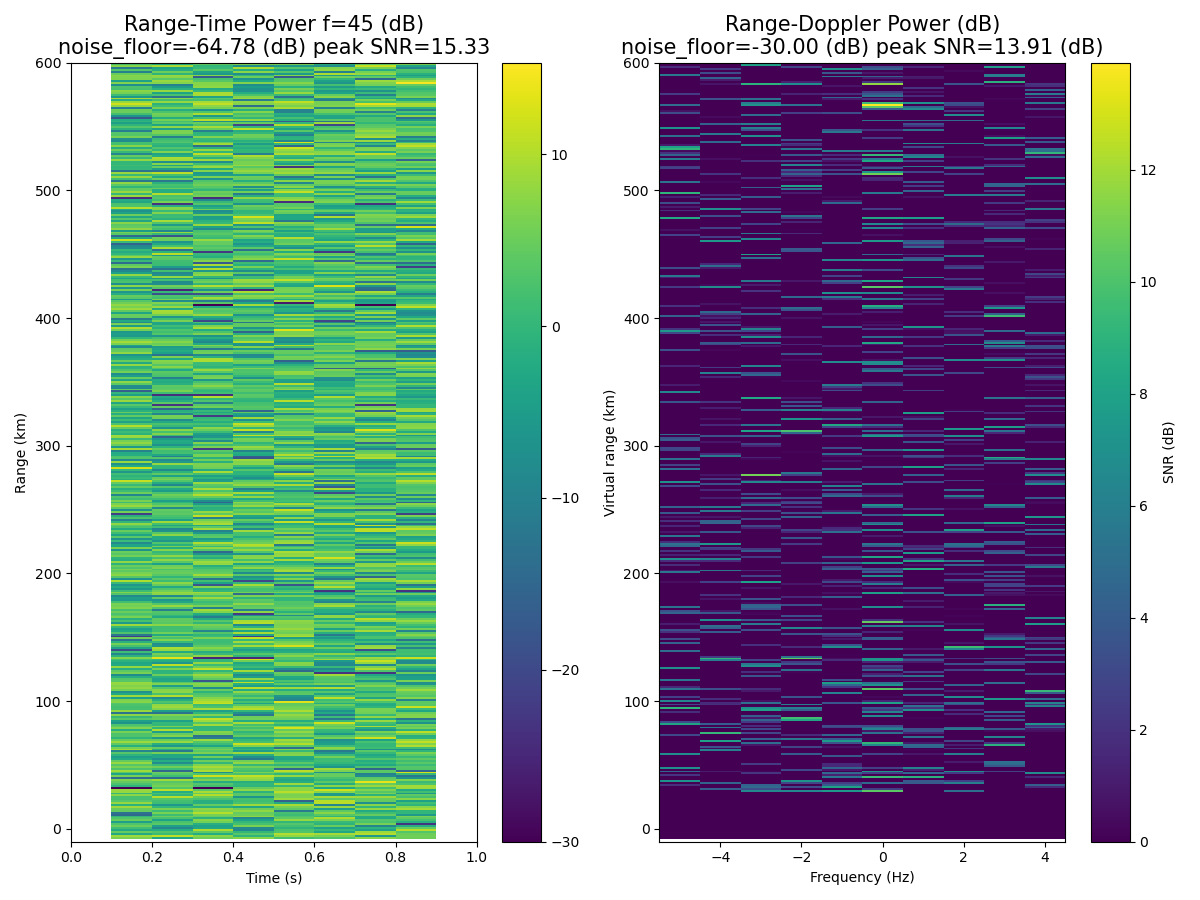 Range-Time Power f=45 (dB)
noise_floor=-64.78 (dB) peak SNR=15.33
Range (km)
600
500
400
300
200
100
0
0.0 0.2 0.4 0.6 0.8 1.0
Time (s)
10
0
−10
−20
−30
Range-Doppler Power (dB)
noise_floor=-30.00 (dB) peak SNR=13.91 (dB)
Virtual range (km)
600
500
400
300
200
100
0
−4 −2 0 2 4
Frequency (Hz)
12
10
8
6
4
2
0
SNR (dB)